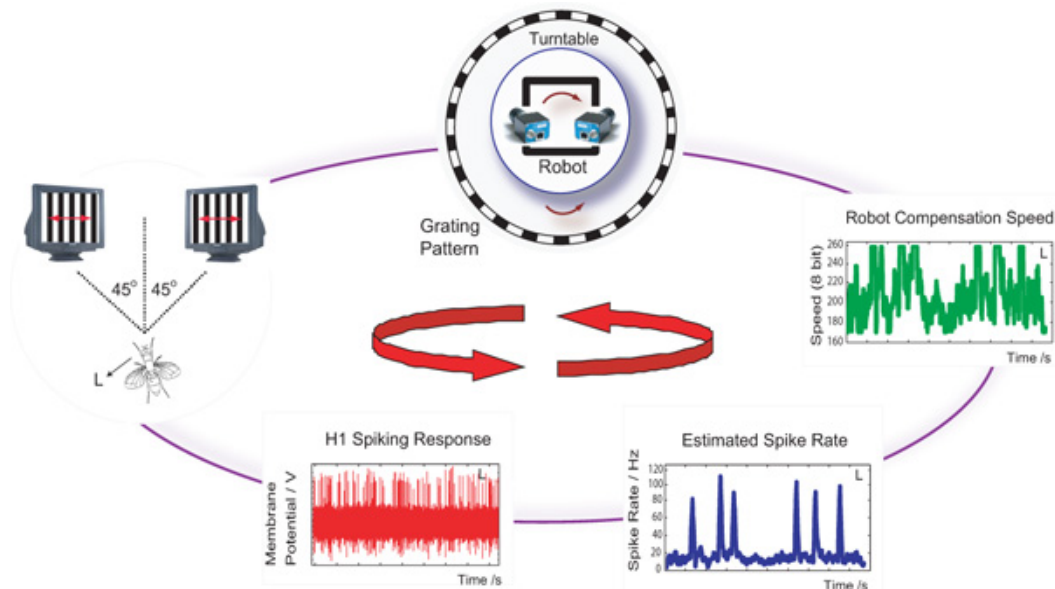 Turntable
Robot
Grating
Pattern
45° 45°
L
Robot Compensation Speed
Speed (8 bit)
260
240
220
200
180
160
L
Time /s
H1 Spiking Response
Membrane
Potential / V
L
Time /s
Estimated Spike Rate
Spike Rate / Hz
120
100
80
60
40
20
0
L
Time /s